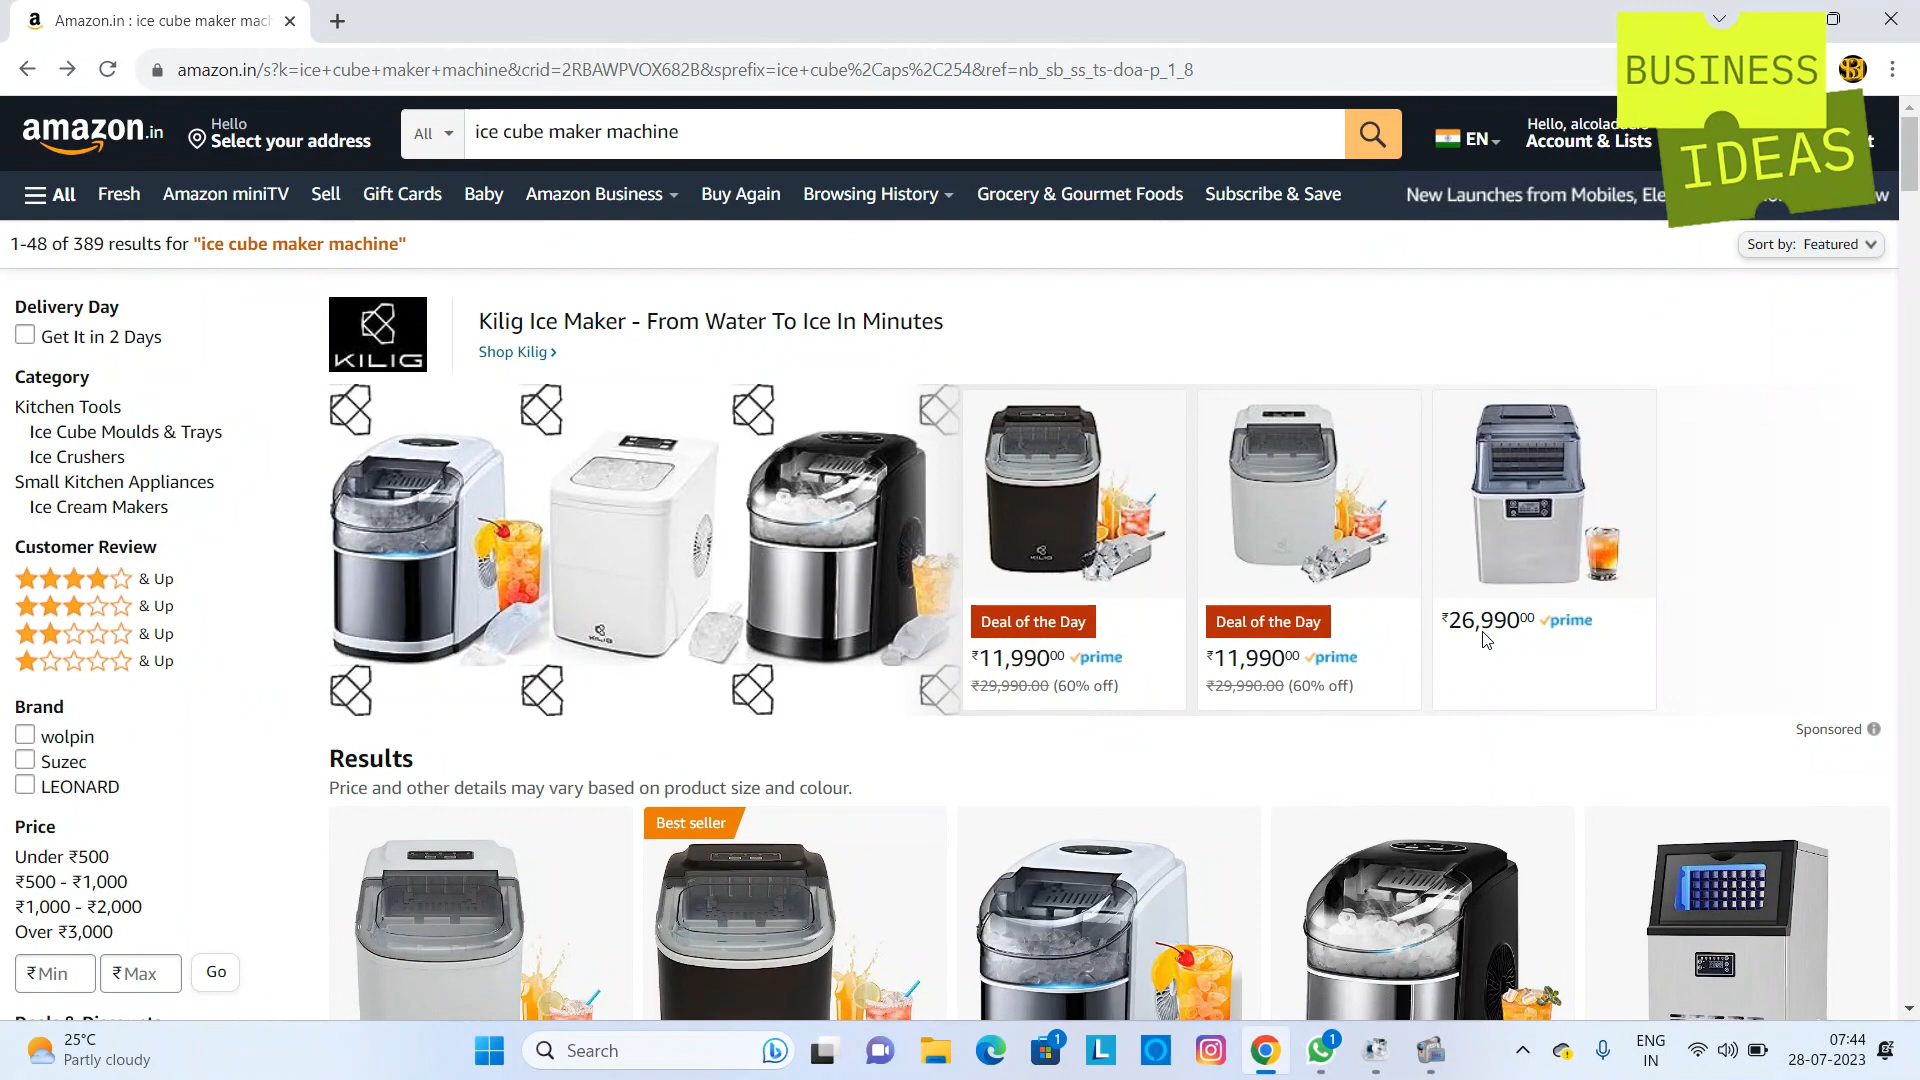 Amazon.in : ice cube maker mach
amazon.in/s?k=ice+cube+maker+machine&crid=2RBAWPVOX682B&sprefix=ice+cube%2Caps%2C254&ref=nb_sb_ss_ts-doa-p_1_8
BUSINESS
IDEAS
amazon.in
Hello
Select your address
All
ice cube maker machine
EN
Hello, alcolad
Account & Lists
All
Fresh
Amazon miniTV
Sell
Gift Cards
Baby
Amazon Business
Buy Again
Browsing History
Grocery & Gourmet Foods
Subscribe & Save
New Launches from Mobiles, Ele
1-48 of 389 results for "ice cube maker machine"
Sort by: Featured
Delivery Day
Get It in 2 Days
Category
Kitchen Tools
Ice Cube Moulds & Trays
Ice Crushers
Small Kitchen Appliances
Ice Cream Makers
Customer Review
& Up
& Up
& Up
& Up
Brand
wolpin
Suzec
LEONARD
Price
Under ₹500
₹500 - ₹1,000
₹1,000 - ₹2,000
Over ₹3,000
₹ Min
₹ Max
Go
KILIG
Kilig Ice Maker - From Water To Ice In Minutes
Shop Kilig ›
Deal of the Day
₹11,990⁰⁰ prime
₹29,990.00 (60% off)
Deal of the Day
₹11,990⁰⁰ prime
₹29,990.00 (60% off)
₹26,990⁰⁰ prime
Sponsored
Results
Price and other details may vary based on product size and colour.
Best seller
25°C
Partly cloudy
Search
1
1
ENG
IN
07:44
28-07-2023